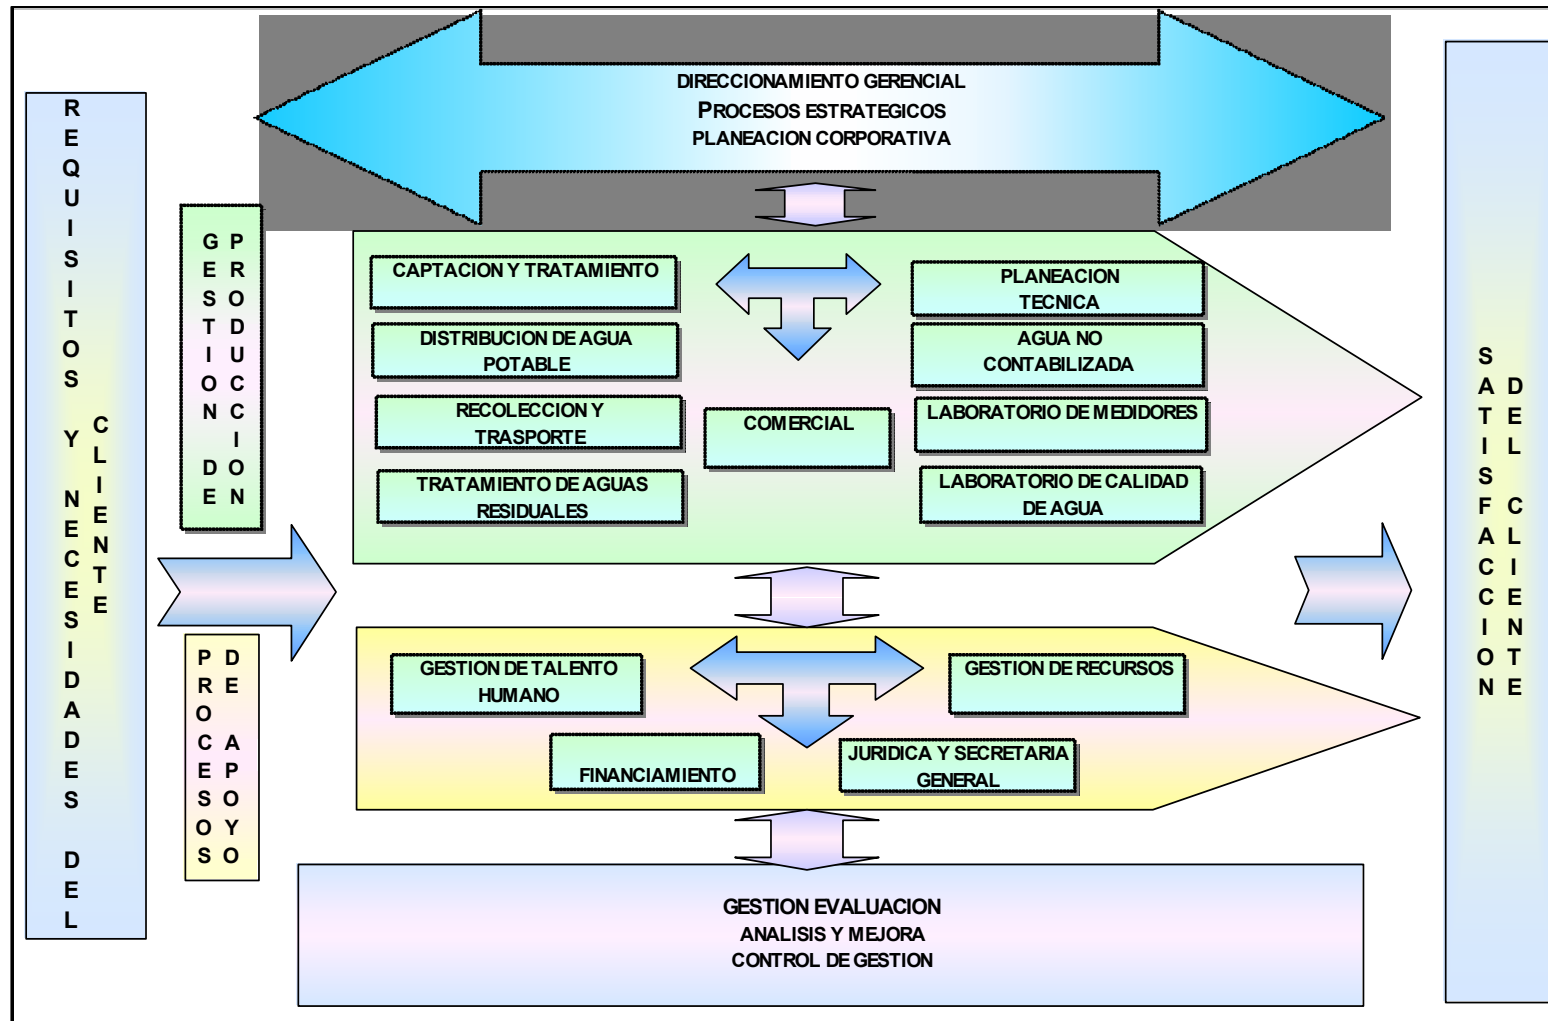 DIRECCIONAMIENTO GERENCIAL
PROCESOS ESTRATEGICOS
PLANEACION CORPORATIVA
REQUISITOS Y NECESIDADES DEL
CLIENTE
GESTION DE
PRODUCCION
CAPTACION Y TRATAMIENTO
DISTRIBUCION DE AGUA
POTABLE
RECOLECCION Y
TRASPORTE
TRATAMIENTO DE AGUAS
RESIDUALES
COMERCIAL
PLANEACION
TECNICA
AGUA NO
CONTABILIZADA
LABORATORIO DE MEDIDORES
LABORATORIO DE CALIDAD
DE AGUA
PROCESOS
DE APOYO
GESTION DE TALENTO
HUMANO
GESTION DE RECURSOS
FINANCIAMIENTO
JURIDICA Y SECRETARIA
GENERAL
GESTION EVALUACION
ANALISIS Y MEJORA
CONTROL DE GESTION
SATISFACCION
DEL CLIENTE